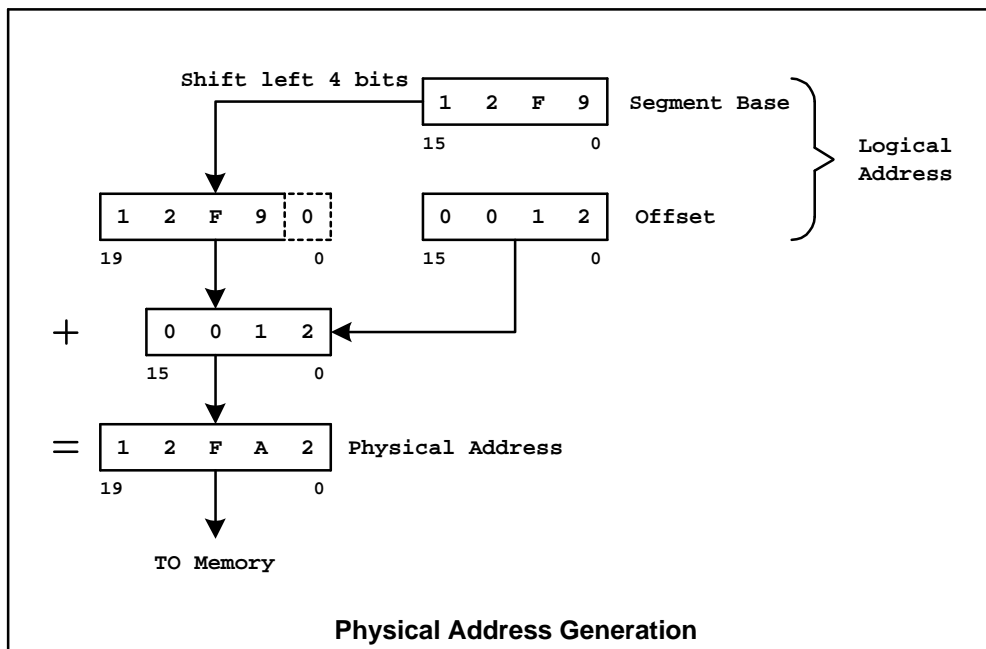 Shift left 4 bits
1 2 F 9 Segment Base
15 0
Logical
Address
1 2 F 9 0
19 0
0 0 1 2 Offset
15 0
+ 0 0 1 2
15 0
= 1 2 F A 2 Physical Address
19 0
TO Memory
Physical Address Generation